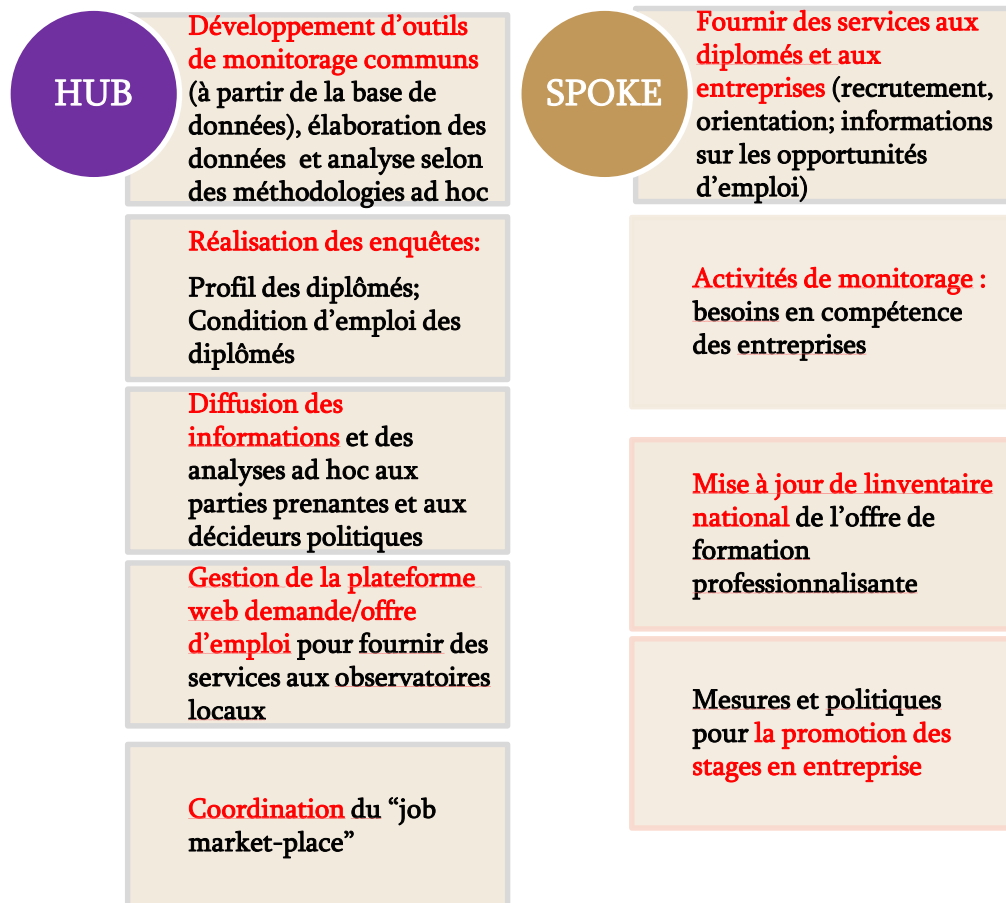 HUB
Développement d’outils
de monitorage communs
(à partir de la base de
données), élaboration des
données et analyse selon
des méthodologies ad hoc
Réalisation des enquêtes:
Profil des diplômés;
Condition d’emploi des
diplômés
Diffusion des
informations et des
analyses ad hoc aux
parties prenantes et aux
décideurs politiques
Gestion de la plateforme
web demande/offre
d’emploi pour fournir des
services aux observatoires
locaux
Coordination du “job
market-place”
SPOKE
Fournir des services aux
diplomés et aux
entreprises (recrutement,
orientation; informations
sur les opportunités
d’emploi)
Activités de monitorage :
besoins en compétence
des entreprises
Mise à jour de linventaire
national de l’offre de
formation
professionnalisante
Mesures et politiques
pour la promotion des
stages en entreprise